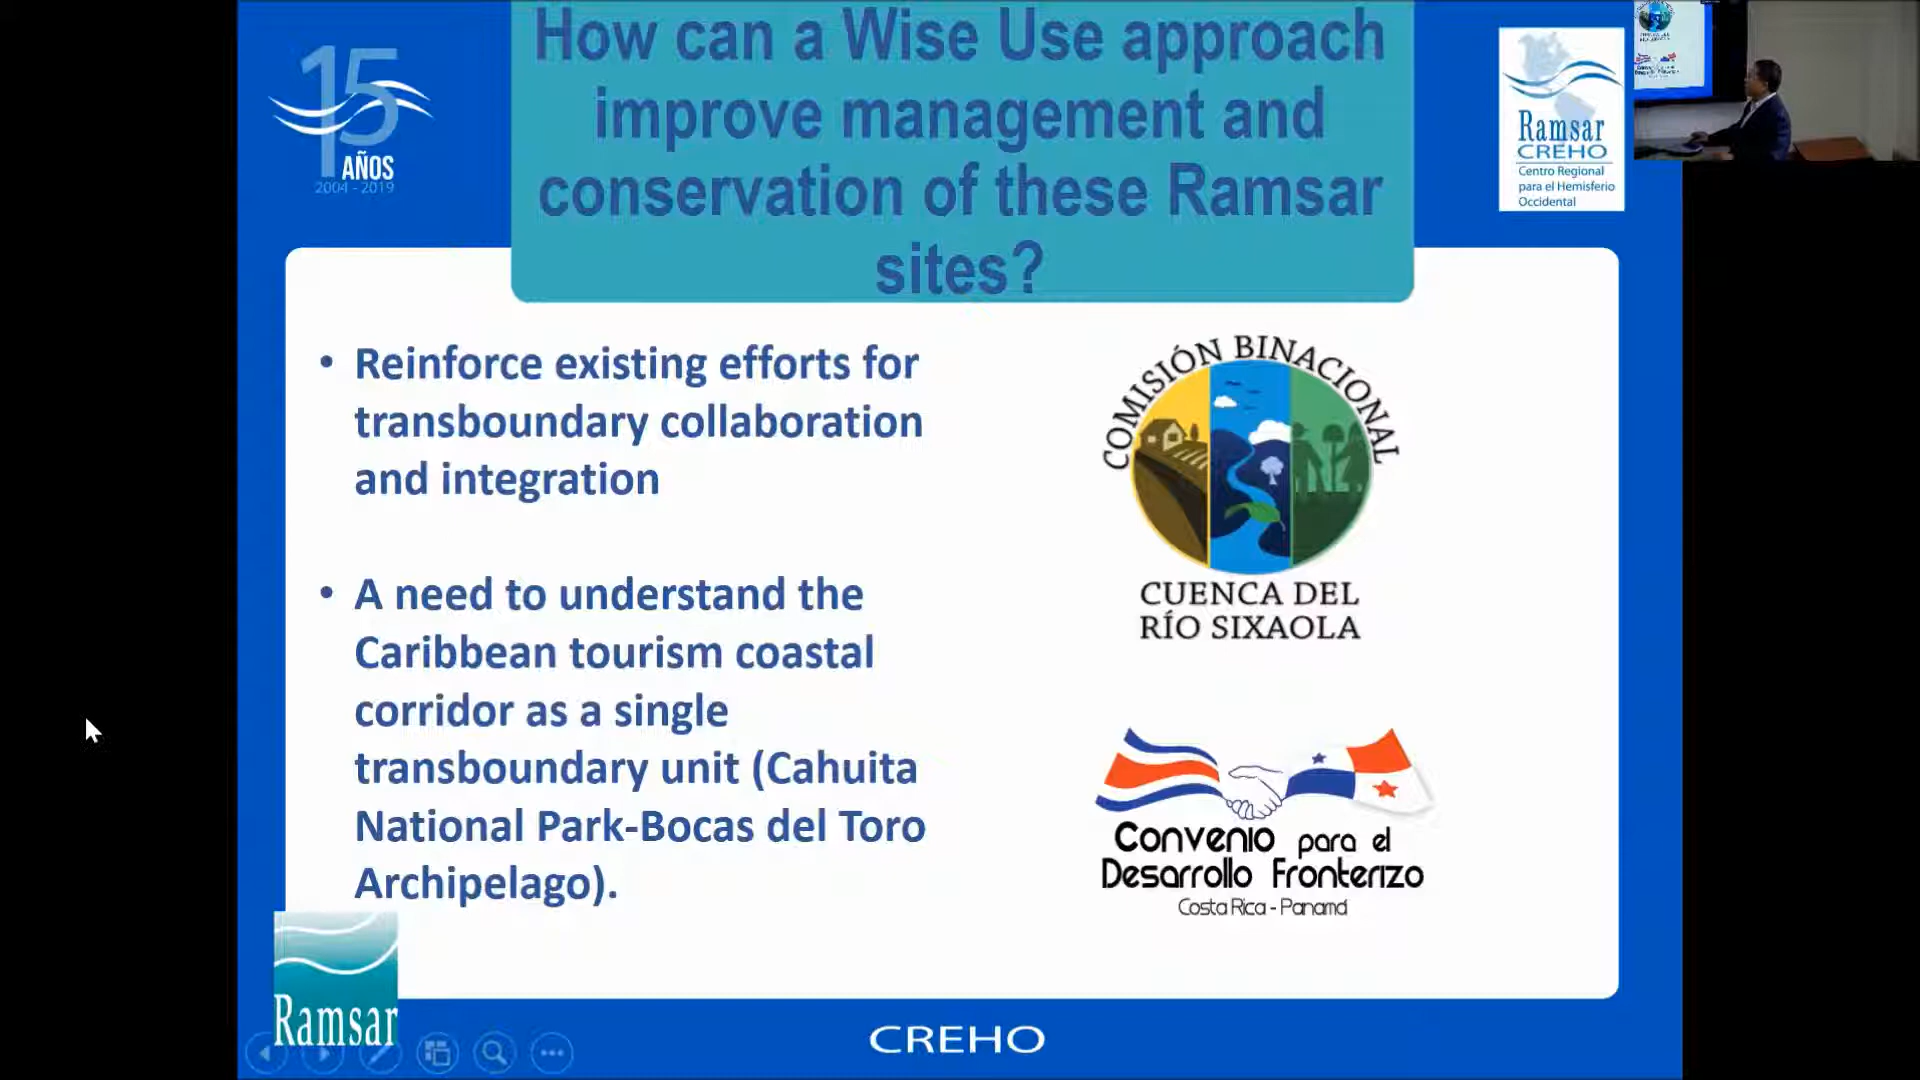 How can a Wise Use approach
improve management and
conservation of these Ramsar
sites?
15
AÑOS
2004 - 2019
Ramsar
CREHO
Centro Regional
para el Hemisferio
Occidental
• Reinforce existing efforts for
transboundary collaboration
and integration
• A need to understand the
Caribbean tourism coastal
corridor as a single
transboundary unit (Cahuita
National Park-Bocas del Toro
Archipelago).
COMISIÓN BINACIONAL
CUENCA DEL
RÍO SIXAOLA
Convenio para el
Desarrollo Fronterizo
Costa Rica - Panamá
Ramsar
CREHO